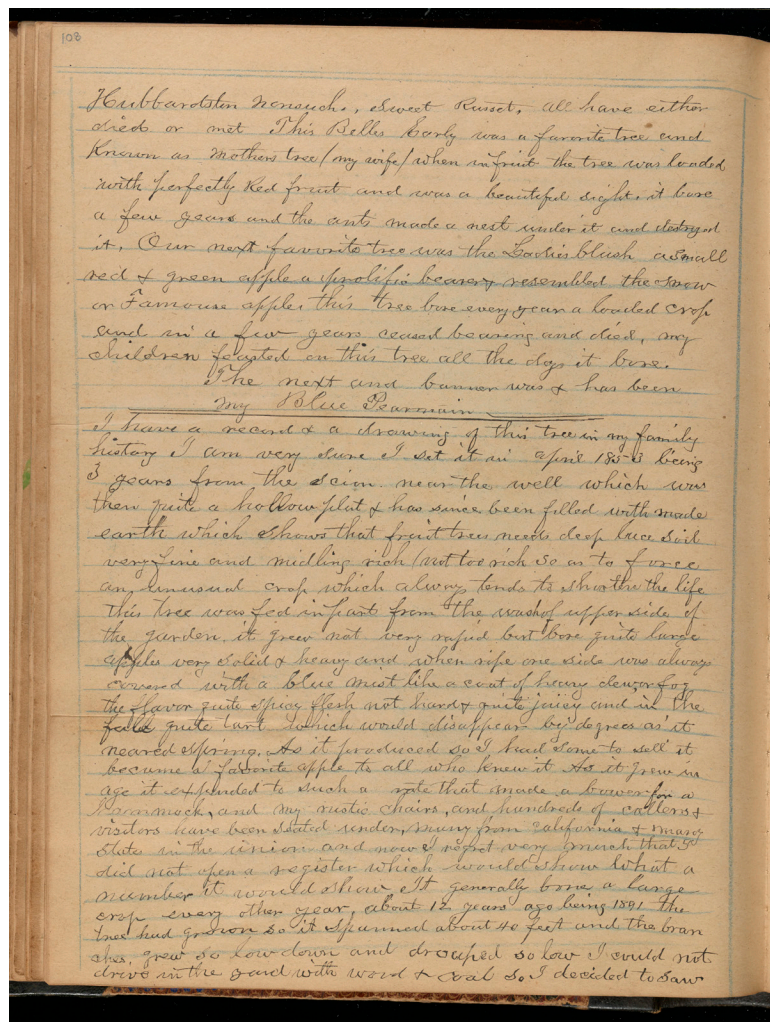 108
Hubbardston nonsuch, Sweet Russet, all have either
died or met This Belles Early was a favorite tree and
Known as Mothers tree/my wife/when in fruit the tree was loaded
with perfectly Red fruit and was a beautiful sight, it bore
a few years and the ants made a nest under it and destroyed
it, Our next favorite tree was the Ladies blush a small
red & green apple a prolific bearer & resembled the snow
or Famouse apples this tree bore every year a loaded crop
and in a few years ceased bearing and died, my
children feasted on this tree all the days it bore.
The next and banner was & has been
My Blue Pearmain
I, have a record & a drawing of this tree in my family
history I am very sure I set it in april 1853 being
3 years from the scion near the well which was
then quite a hollow plat & has since been filled with made
earth which shows that fruit trees needs deep luce soil
very fine and midling rich/not too rich so as to force
an unusual crop which always tends to shorten the life
This tree was fed in part from the wash of upper side of
the garden, it grew not very rapid but bore quite large
apples very solid & heavy and when ripe one side was always
covered with a blue mist like a coat of heavy dew or fog
the flavor quite spicy flesh not hard & quite juicy and in the
fall quite tart which would disappear by degrees as it
neared spring, As it produced so I had some to sell it
became a favorite apple to all who knew it As it grew in
age it expanded to such a rate that made a bower for a
hammock, and my rustic chairs, and hundreds of callers &
visitors have been seated under, many from California & many
State in the union and now I regret very much that I
did not open a register which would show what a
number it would show, It generally bore a large
crop every other year, about 12 years ago being 1891 the
tree had grown so it spanned about 40 feet and the bran
ches, grew so low down and drouped so low I could not
drive in the yard with wood & coal so I decided to saw